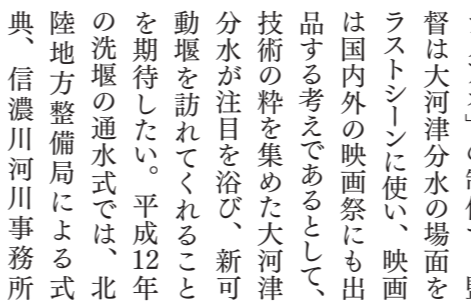 督は大河津分水の場面を
ラストシーンに使い、映画
は国内外の映画祭にも出
品する考えであるとして、
技術の粋を集めた大河津
分水が注目を浴び、新可
動堰を訪れてくれること
を期待したい。平成12年
の洗堰の通水式では、北
陸地方整備局による式
典、信濃川河川事務所